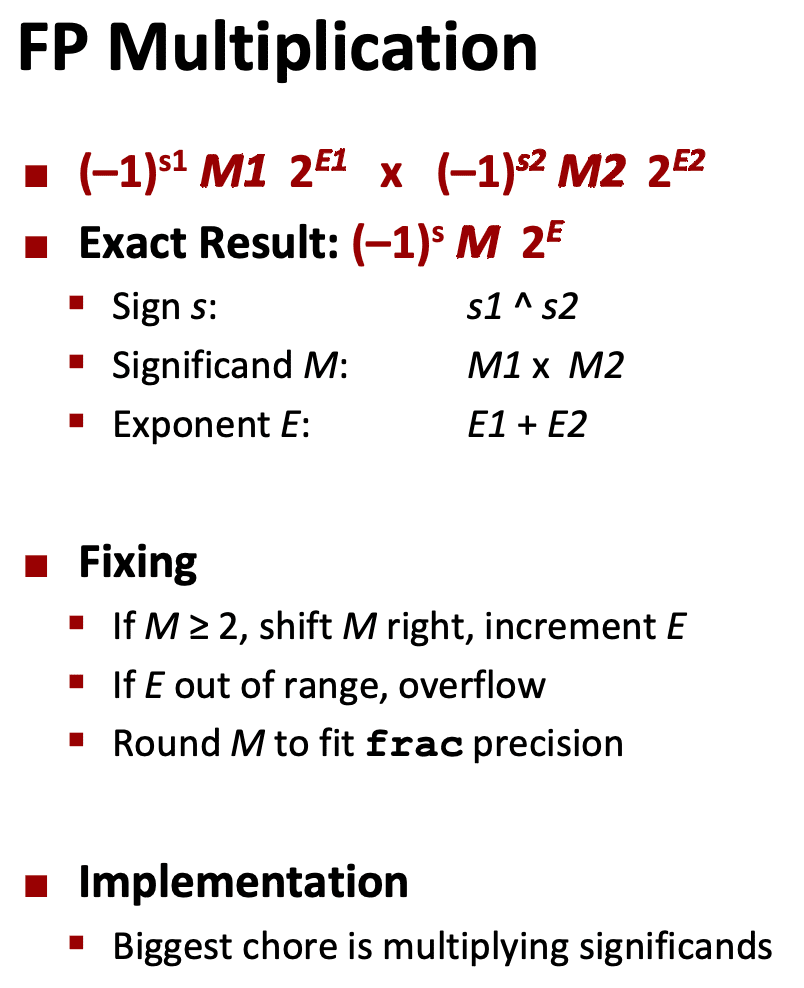 FP Multiplication
■ (–1)^s1 M1 2^E1 x (–1)^s2 M2 2^E2
■ Exact Result: (–1)^s M 2^E
▪ Sign s: s1 ^ s2
▪ Significand M: M1 x M2
▪ Exponent E: E1 + E2
■ Fixing
▪ If M ≥ 2, shift M right, increment E
▪ If E out of range, overflow
▪ Round M to fit frac precision
■ Implementation
▪ Biggest chore is multiplying significands